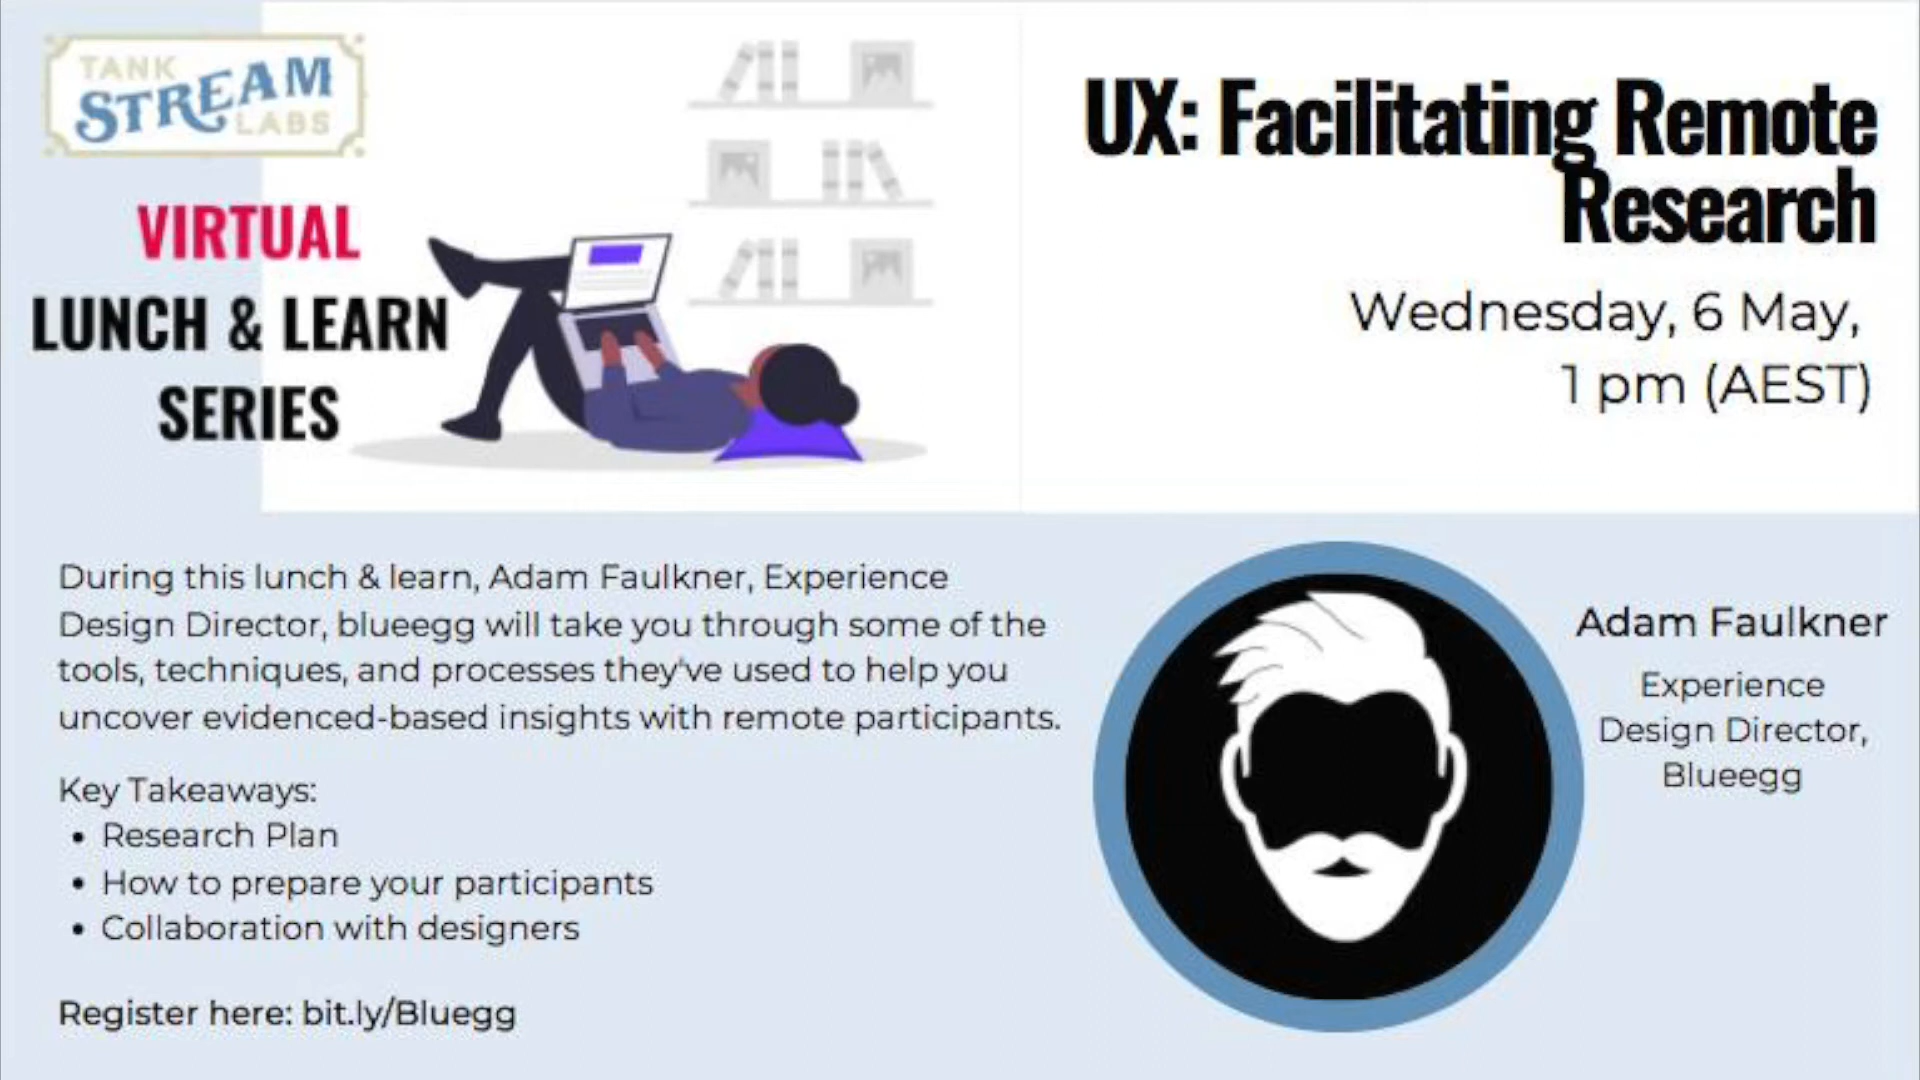 TANK
STREAM
LABS
VIRTUAL
LUNCH & LEARN
SERIES
UX: Facilitating Remote
Research
Wednesday, 6 May,
1 pm (AEST)
During this lunch & learn, Adam Faulkner, Experience
Design Director, blueegg will take you through some of the
tools, techniques, and processes they've used to help you
uncover evidenced-based insights with remote participants.
Key Takeaways:
• Research Plan
• How to prepare your participants
• Collaboration with designers
Register here: bit.ly/Bluegg
Adam Faulkner
Experience
Design Director,
Blueegg